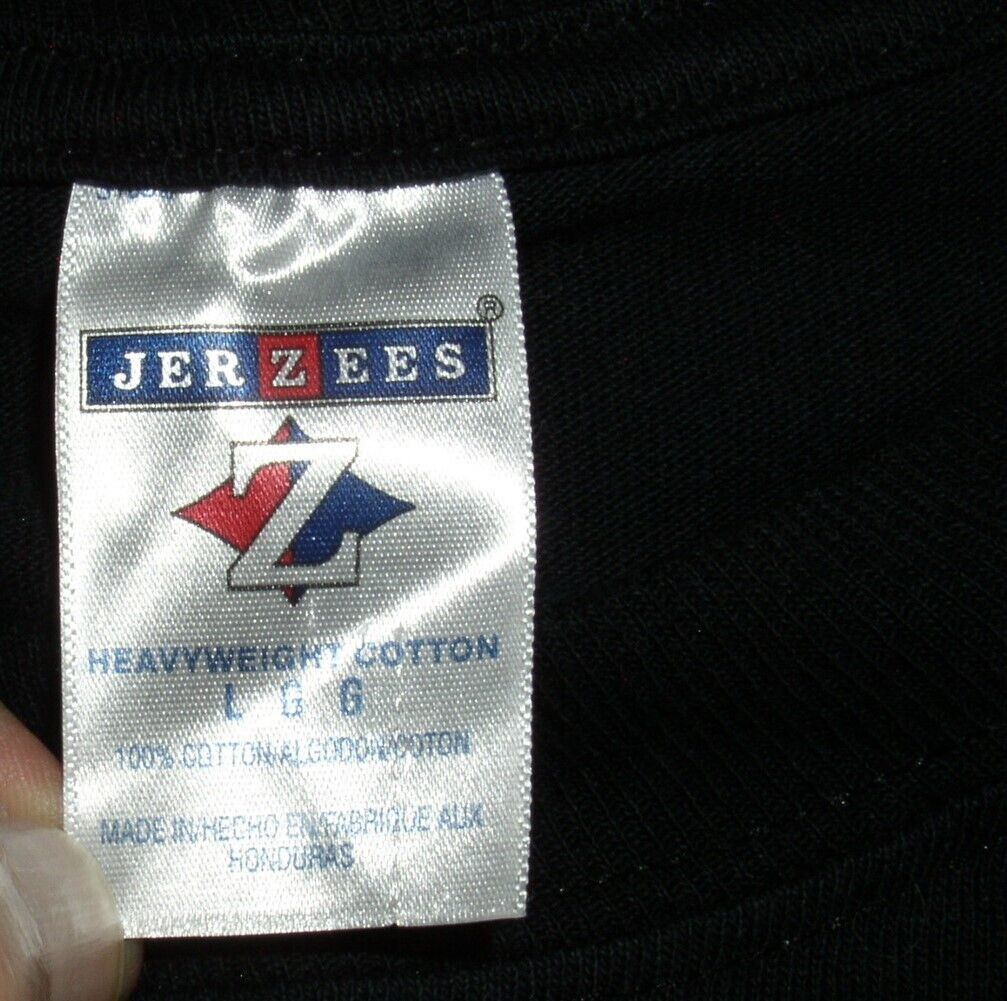 JERZEES ®
Z
HEAVYWEIGHT COTTON
L G G
100% COTTON/ALGODON/COTON
MADE IN/HECHO EN/FABRIQUE AUX
HONDURAS